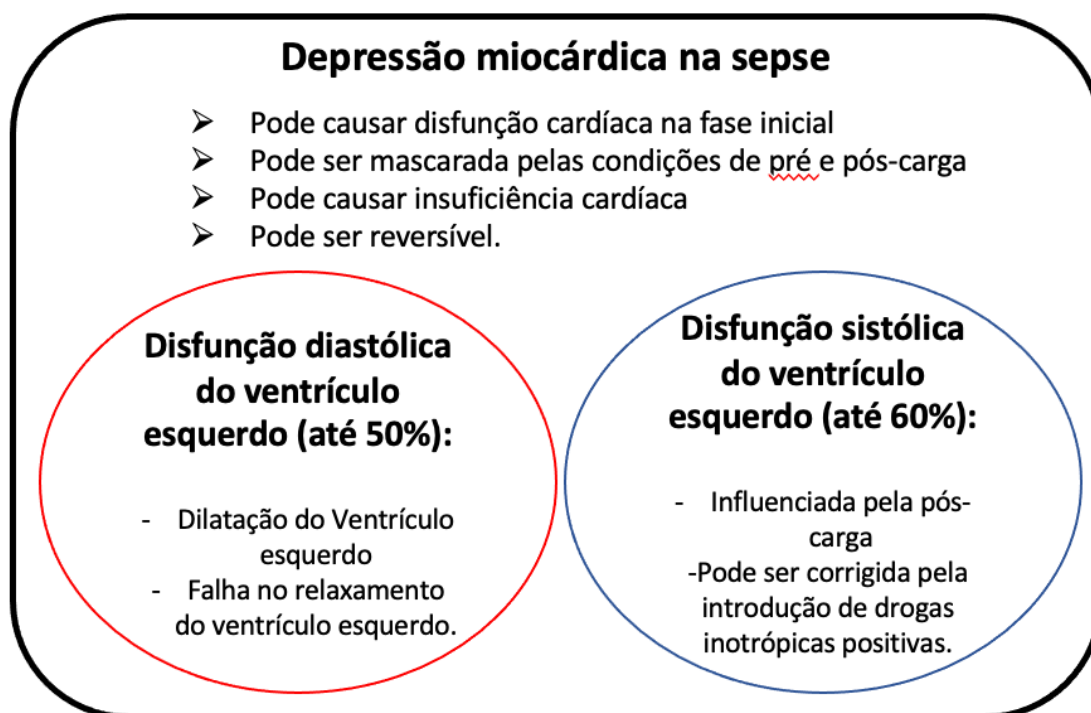 Depressão miocárdica na sepse
➢ Pode causar disfunção cardíaca na fase inicial
➢ Pode ser mascarada pelas condições de pré e pós-carga
➢ Pode causar insuficiência cardíaca
➢ Pode ser reversível.
Disfunção diastólica
do ventrículo
esquerdo (até 50%):
- Dilatação do Ventrículo
esquerdo
- Falha no relaxamento
do ventrículo esquerdo.
Disfunção sistólica
do ventrículo
esquerdo (até 60%):
- Influenciada pela pós-
carga
-Pode ser corrigida pela
introdução de drogas
inotrópicas positivas.